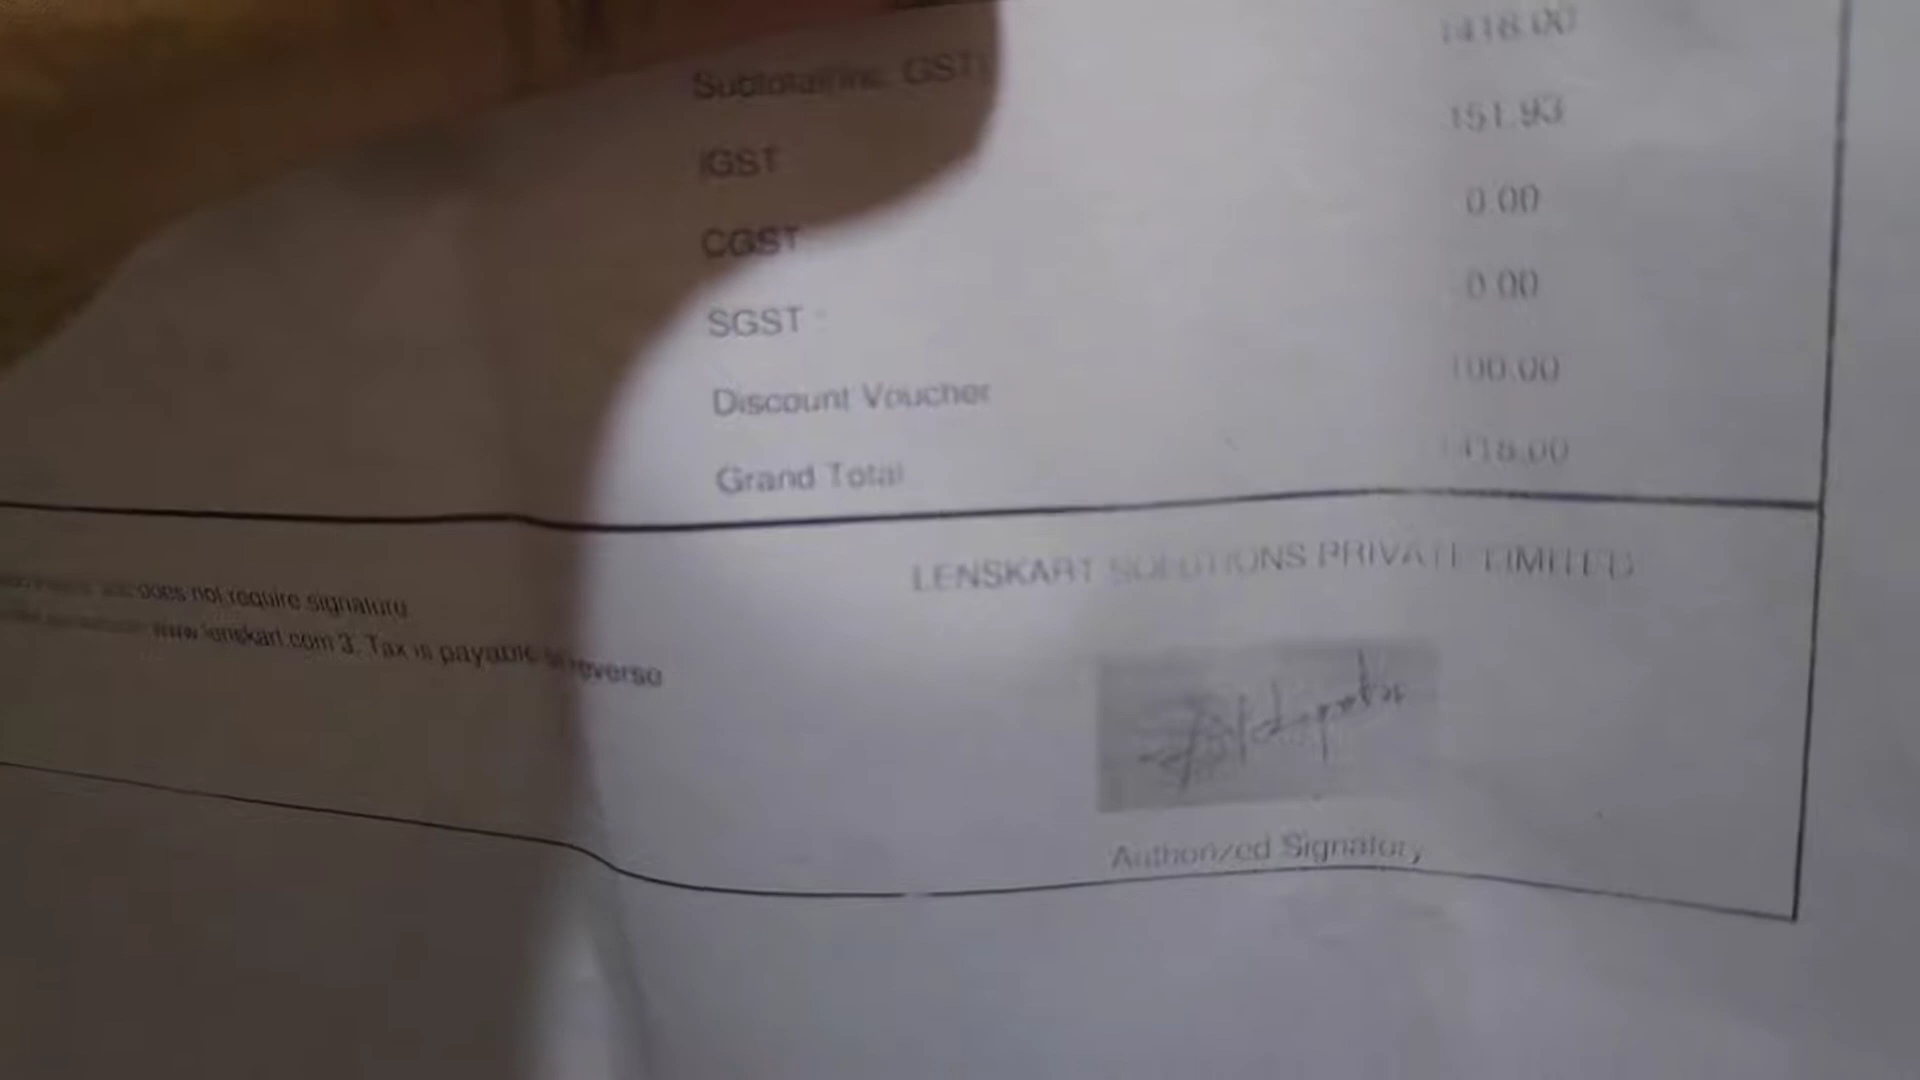 Subtotal(Inc. GST) 1418.00
IGST 151.93
CGST 0.00
SGST 0.00
Discount Voucher 100.00
Grand Total 1418.00
LENSKART SOLUTIONS PRIVATE LIMITED
does not require signature
www.lenskart.com 3. Tax is payable reverse
Authorized Signatory